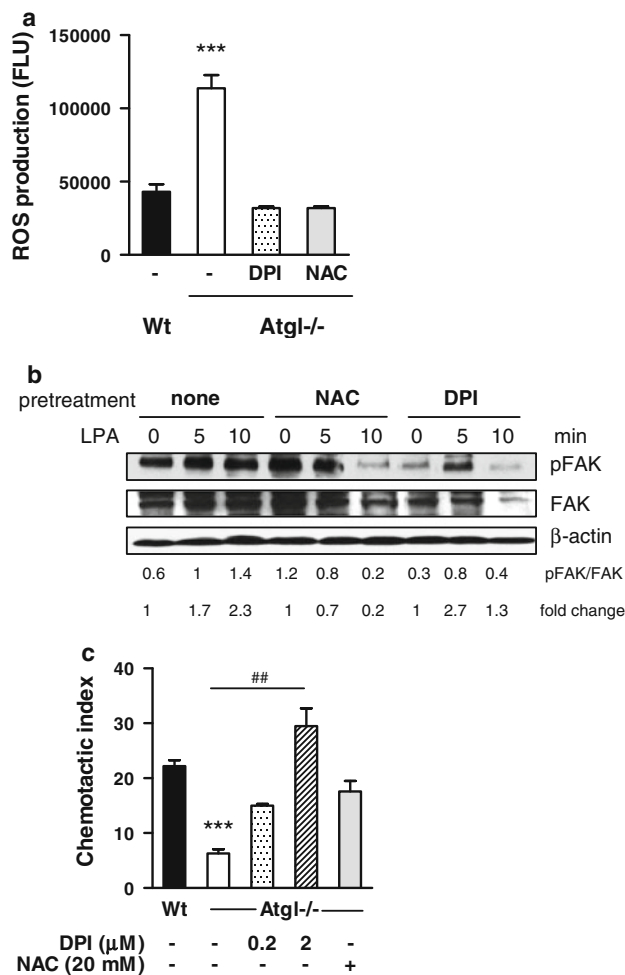 a
ROS production (FLU)
150000
100000
50000
0
***
- - DPI NAC
Wt Atgl-/-
b
pretreatment none NAC DPI
LPA 0 5 10 0 5 10 0 5 10 min
pFAK
FAK
β-actin
0.6 1 1.4 1.2 0.8 0.2 0.3 0.8 0.4 pFAK/FAK
1 1.7 2.3 1 0.7 0.2 1 2.7 1.3 fold change
c
Chemotactic index
40
30
20
10
0
##
***
Wt Atgl-/-
DPI (µM) - - 0.2 2 -
NAC (20 mM) - - - - +